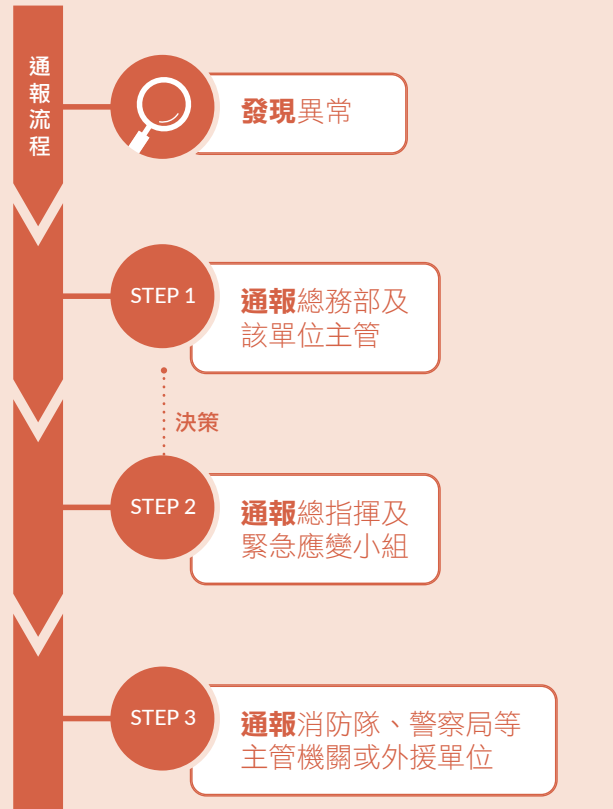 通報流程
發現異常
STEP 1
通報總務部及
該單位主管
決策
STEP 2
通報總指揮及
緊急應變小組
STEP 3
通報消防隊、警察局等
主管機關或外援單位